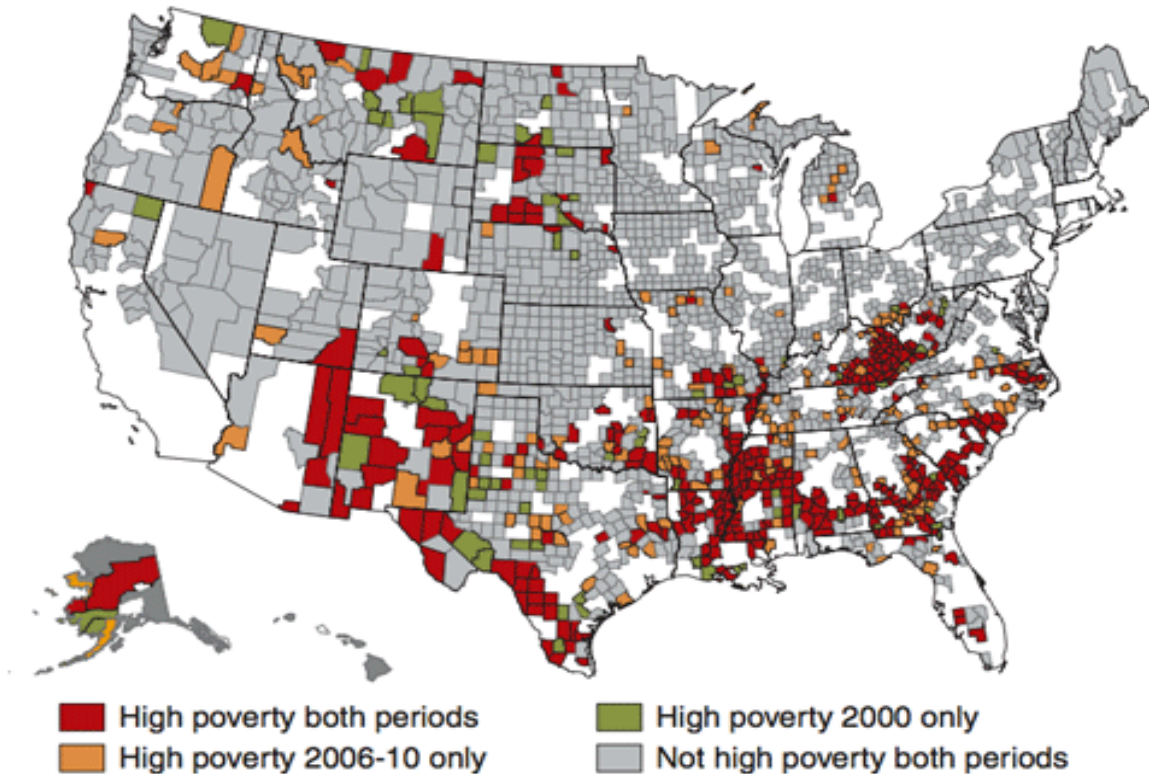 High poverty both periods
High poverty 2000 only
High poverty 2006-10 only
Not high poverty both periods